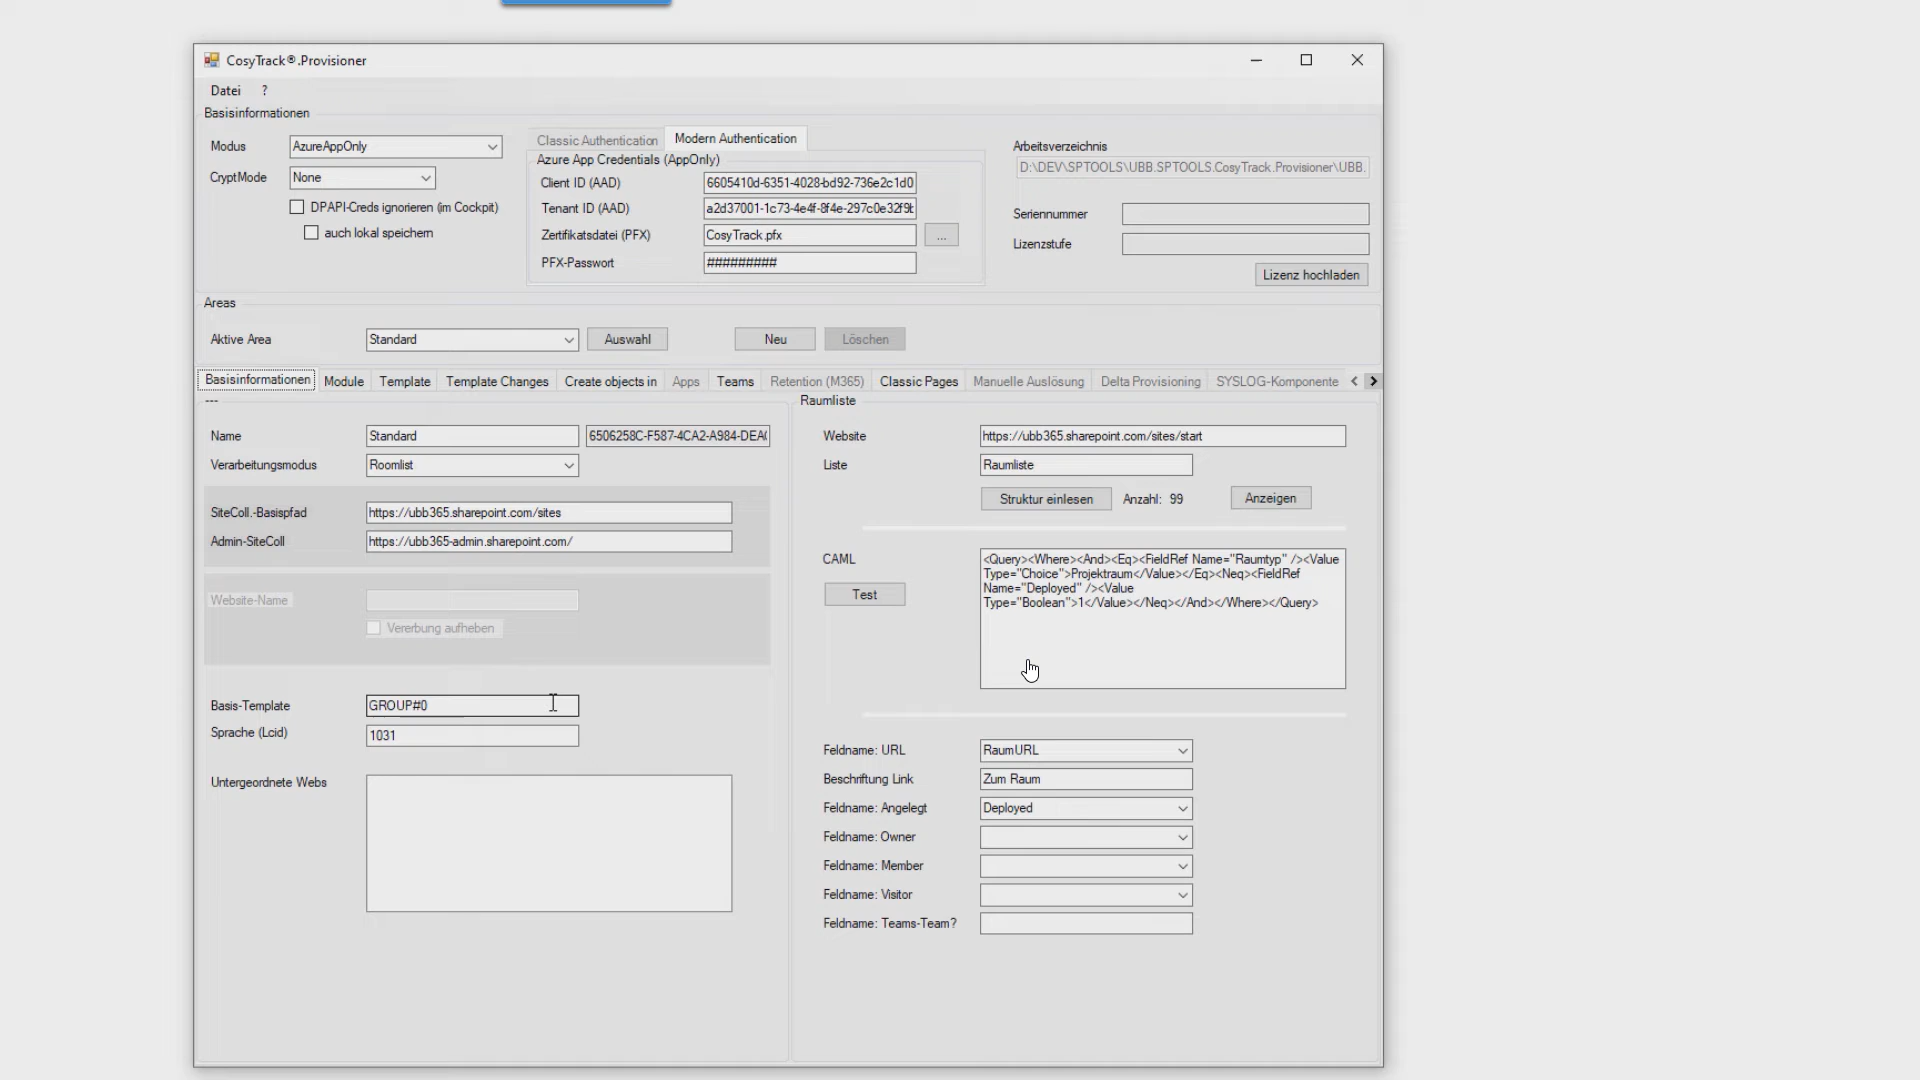 CosyTrack®.Provisioner
Datei ?
Basisinformationen
Modus AzureAppOnly
CryptMode None
DPAPI-Creds ignorieren (im Cockpit)
auch lokal speichern
Classic Authentication Modern Authentication
Azure App Credentials (AppOnly)
Client ID (AAD) 6605410d-6351-4028-bd92-736e2c1d0
Tenant ID (AAD) a2d37001-1c73-4e4f-8f4e-297c0e32f9b
Zertifikatsdatei (PFX) CosyTrack.pfx ...
PFX-Passwort #########
Arbeitsverzeichnis
D:\DEV\SPTOOLS\UBB.SPTOOLS.CosyTrack.Provisioner\UBB.
Seriennummer
Lizenzstufe
Lizenz hochladen
Areas
Aktive Area Standard Auswahl Neu Löschen
Basisinformationen Module Template Template Changes Create objects in Apps Teams Retention (M365) Classic Pages Manuelle Auslösung Delta Provisioning SYSLOG-Komponente
---
Name Standard 6506258C-F587-4CA2-A984-DEA(
Verarbeitungsmodus Roomlist
SiteColl.-Basispfad https://ubb365.sharepoint.com/sites
Admin-SiteColl https://ubb365-admin.sharepoint.com/
Website-Name
Vererbung aufheben
Basis-Template GROUP#0
Sprache (Lcid) 1031
Untergeordnete Webs
Raumliste
Website https://ubb365.sharepoint.com/sites/start
Liste Raumliste
Struktur einlesen Anzahl: 99 Anzeigen
CAML
Test
<Query><Where><And><Eq><FieldRef Name="Raumtyp" /><Value
Type="Choice">Projektraum</Value></Eq><Neq><FieldRef
Name="Deployed" /><Value
Type="Boolean">1</Value></Neq></And></Where></Query>
Feldname: URL RaumURL
Beschriftung Link Zum Raum
Feldname: Angelegt Deployed
Feldname: Owner
Feldname: Member
Feldname: Visitor
Feldname: Teams-Team?